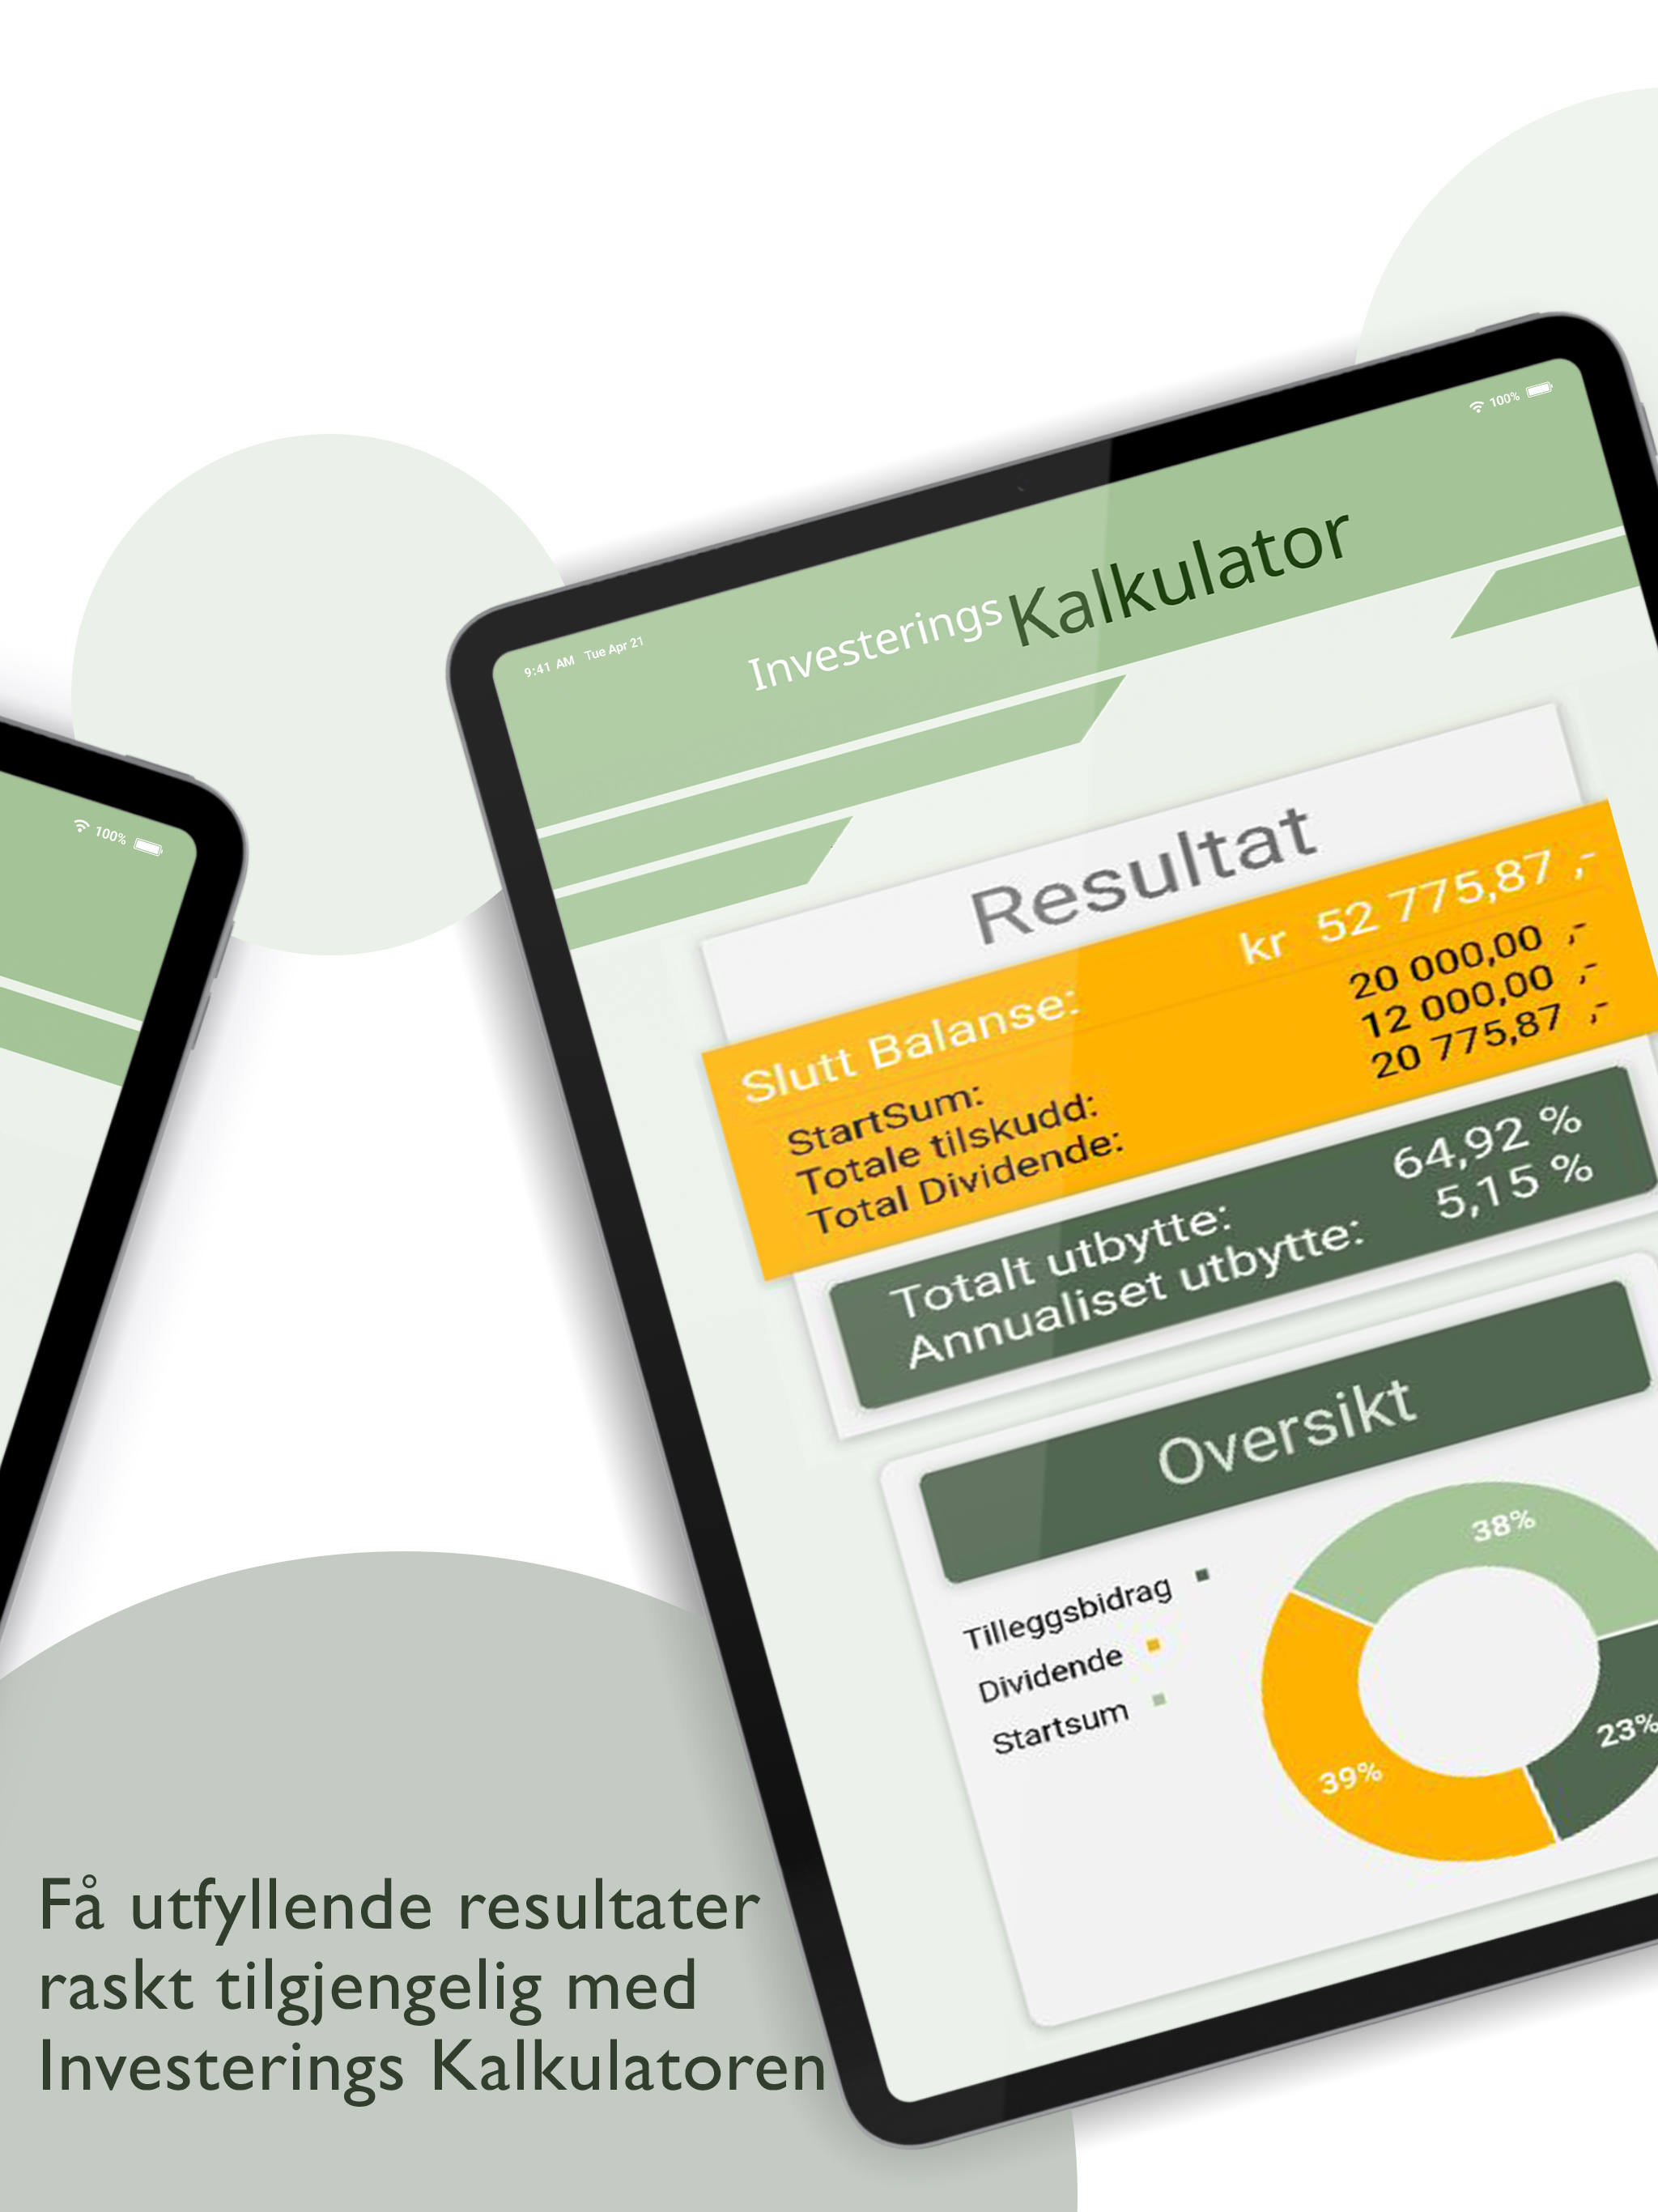 100%
9:41 AM Tue Apr 21
100%
Investerings Kalkulator
Resultat
Slutt Balanse: kr 52 775,87 ,-
StartSum: 20 000,00 ,-
Totale tilskudd: 12 000,00 ,-
Total Dividende: 20 775,87 ,-
Totalt utbytte: 64,92 %
Annualiset utbytte: 5,15 %
Oversikt
Tilleggsbidrag
Dividende
Startsum
38%
23%
39%
Få utfyllende resultater
raskt tilgjengelig med
Investerings Kalkulatoren